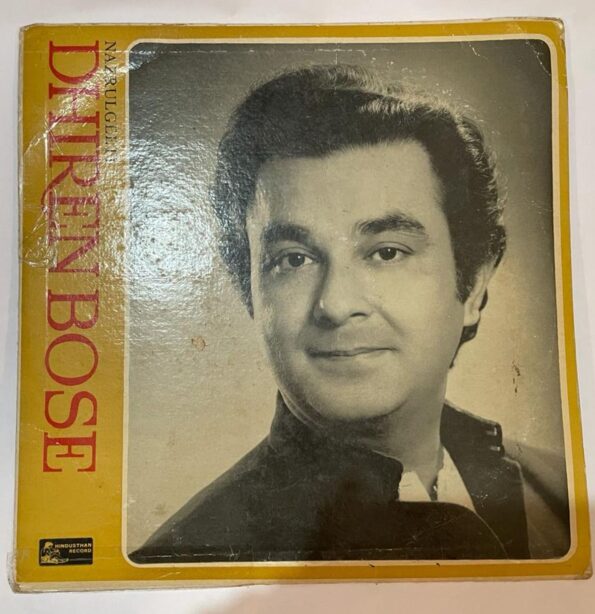 NAZRULGEETI
DHIREN BOSE
HINDUSTHAN
RECORD